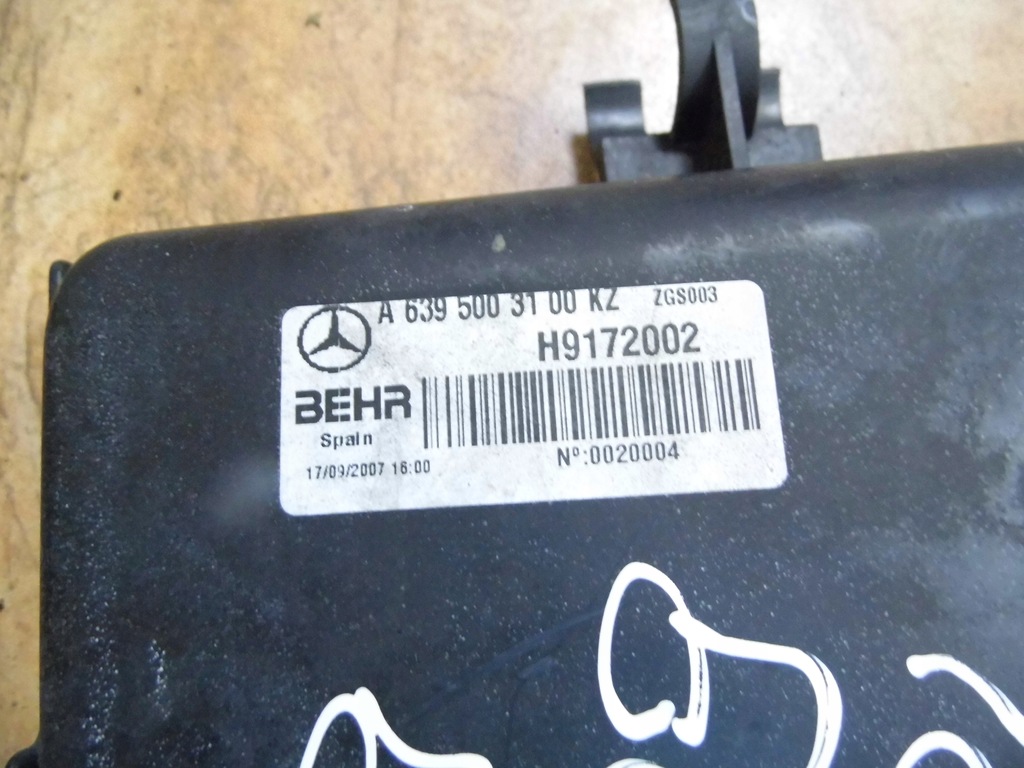 A 639 500 31 00 KZ ZGS003
H9172002
BEHR
Spain
17/09/2007 16:00
Nº:0020004